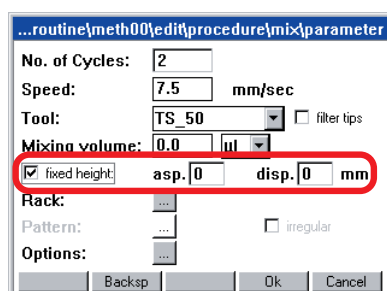 ...routine\meth00\edit\procedure\mix\parameter
No. of Cycles: 2
Speed: 7.5 mm/sec
Tool: TS_50 filter tips
Mixing volume: 0.0 µl
fixed height: asp. 0 disp. 0 mm
Rack: ...
Pattern: ... irregular
Options: ...
Backsp Ok Cancel